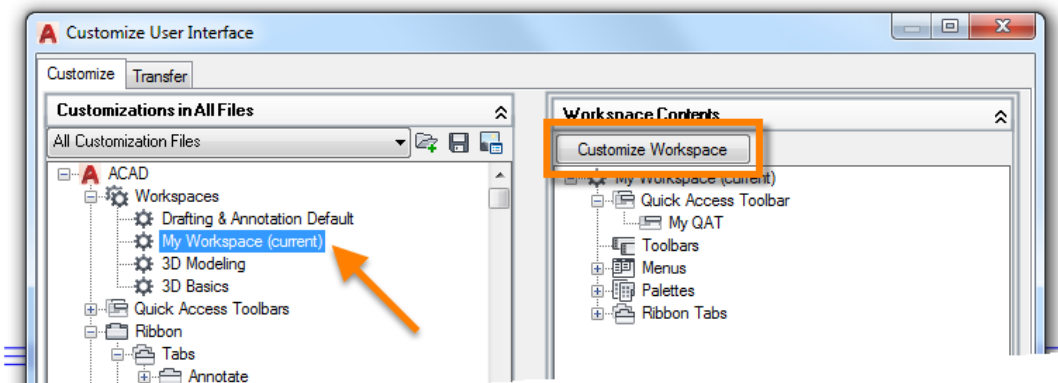 Customize User Interface
Customize
Transfer
Customizations in All Files
All Customization Files
ACAD
Workspaces
Drafting & Annotation Default
My Workspace (current)
3D Modeling
3D Basics
Quick Access Toolbars
Ribbon
Tabs
Annotate
Workspace Contents
Customize Workspace
My Workspace (current)
Quick Access Toolbar
My QAT
Toolbars
Menus
Palettes
Ribbon Tabs